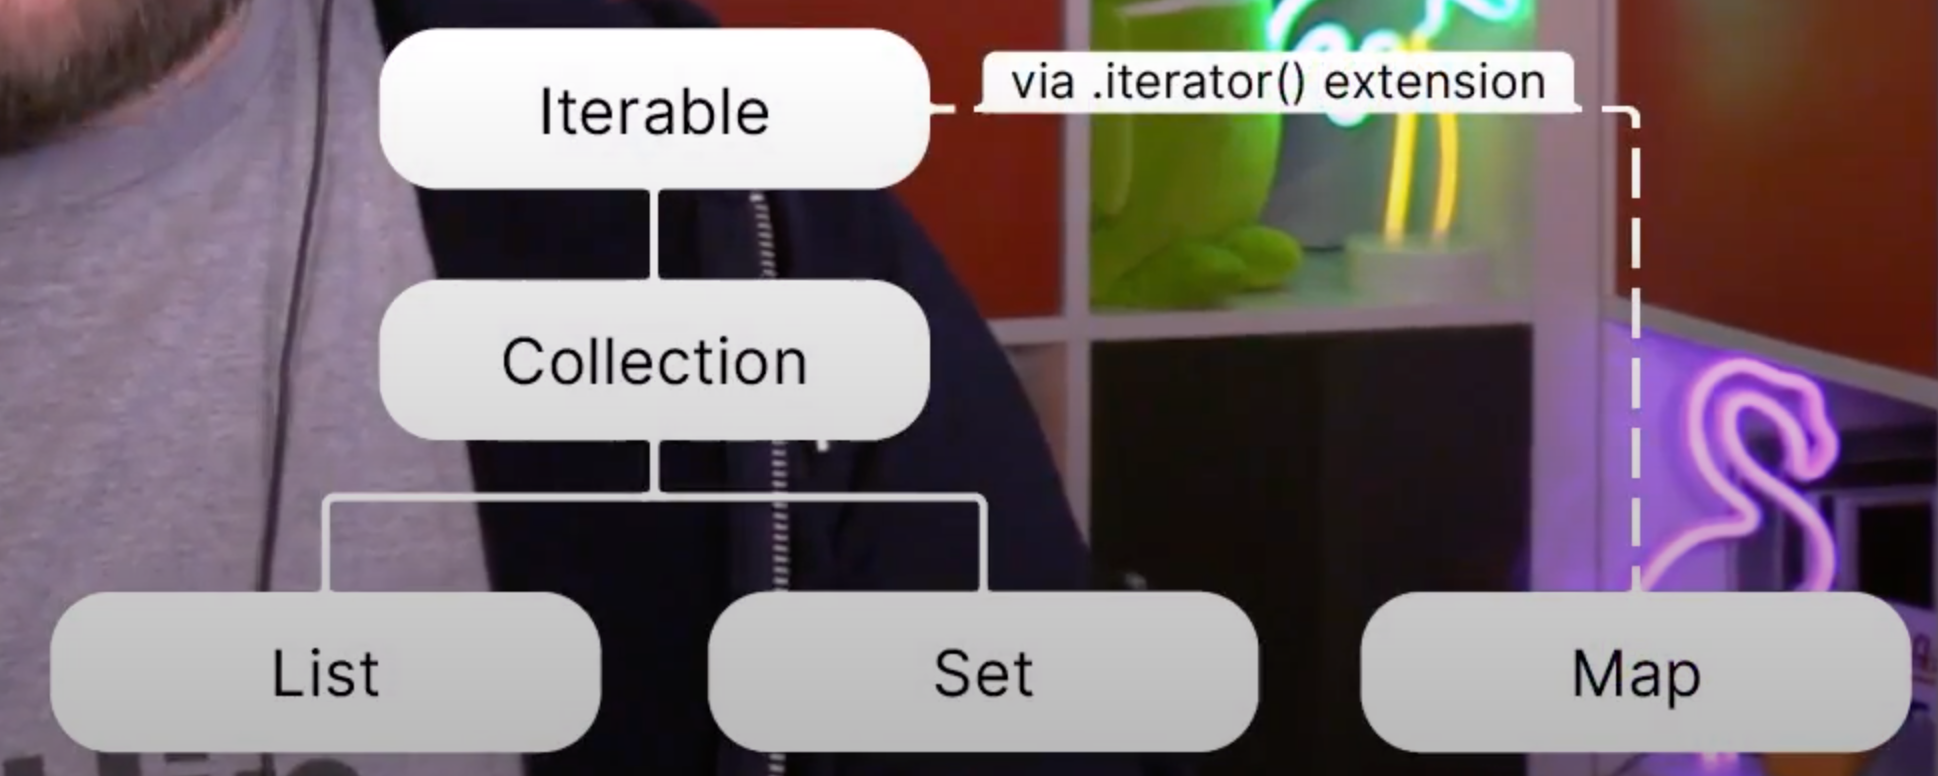 Iterable
via .iterator() extension
Collection
List
Set
Map